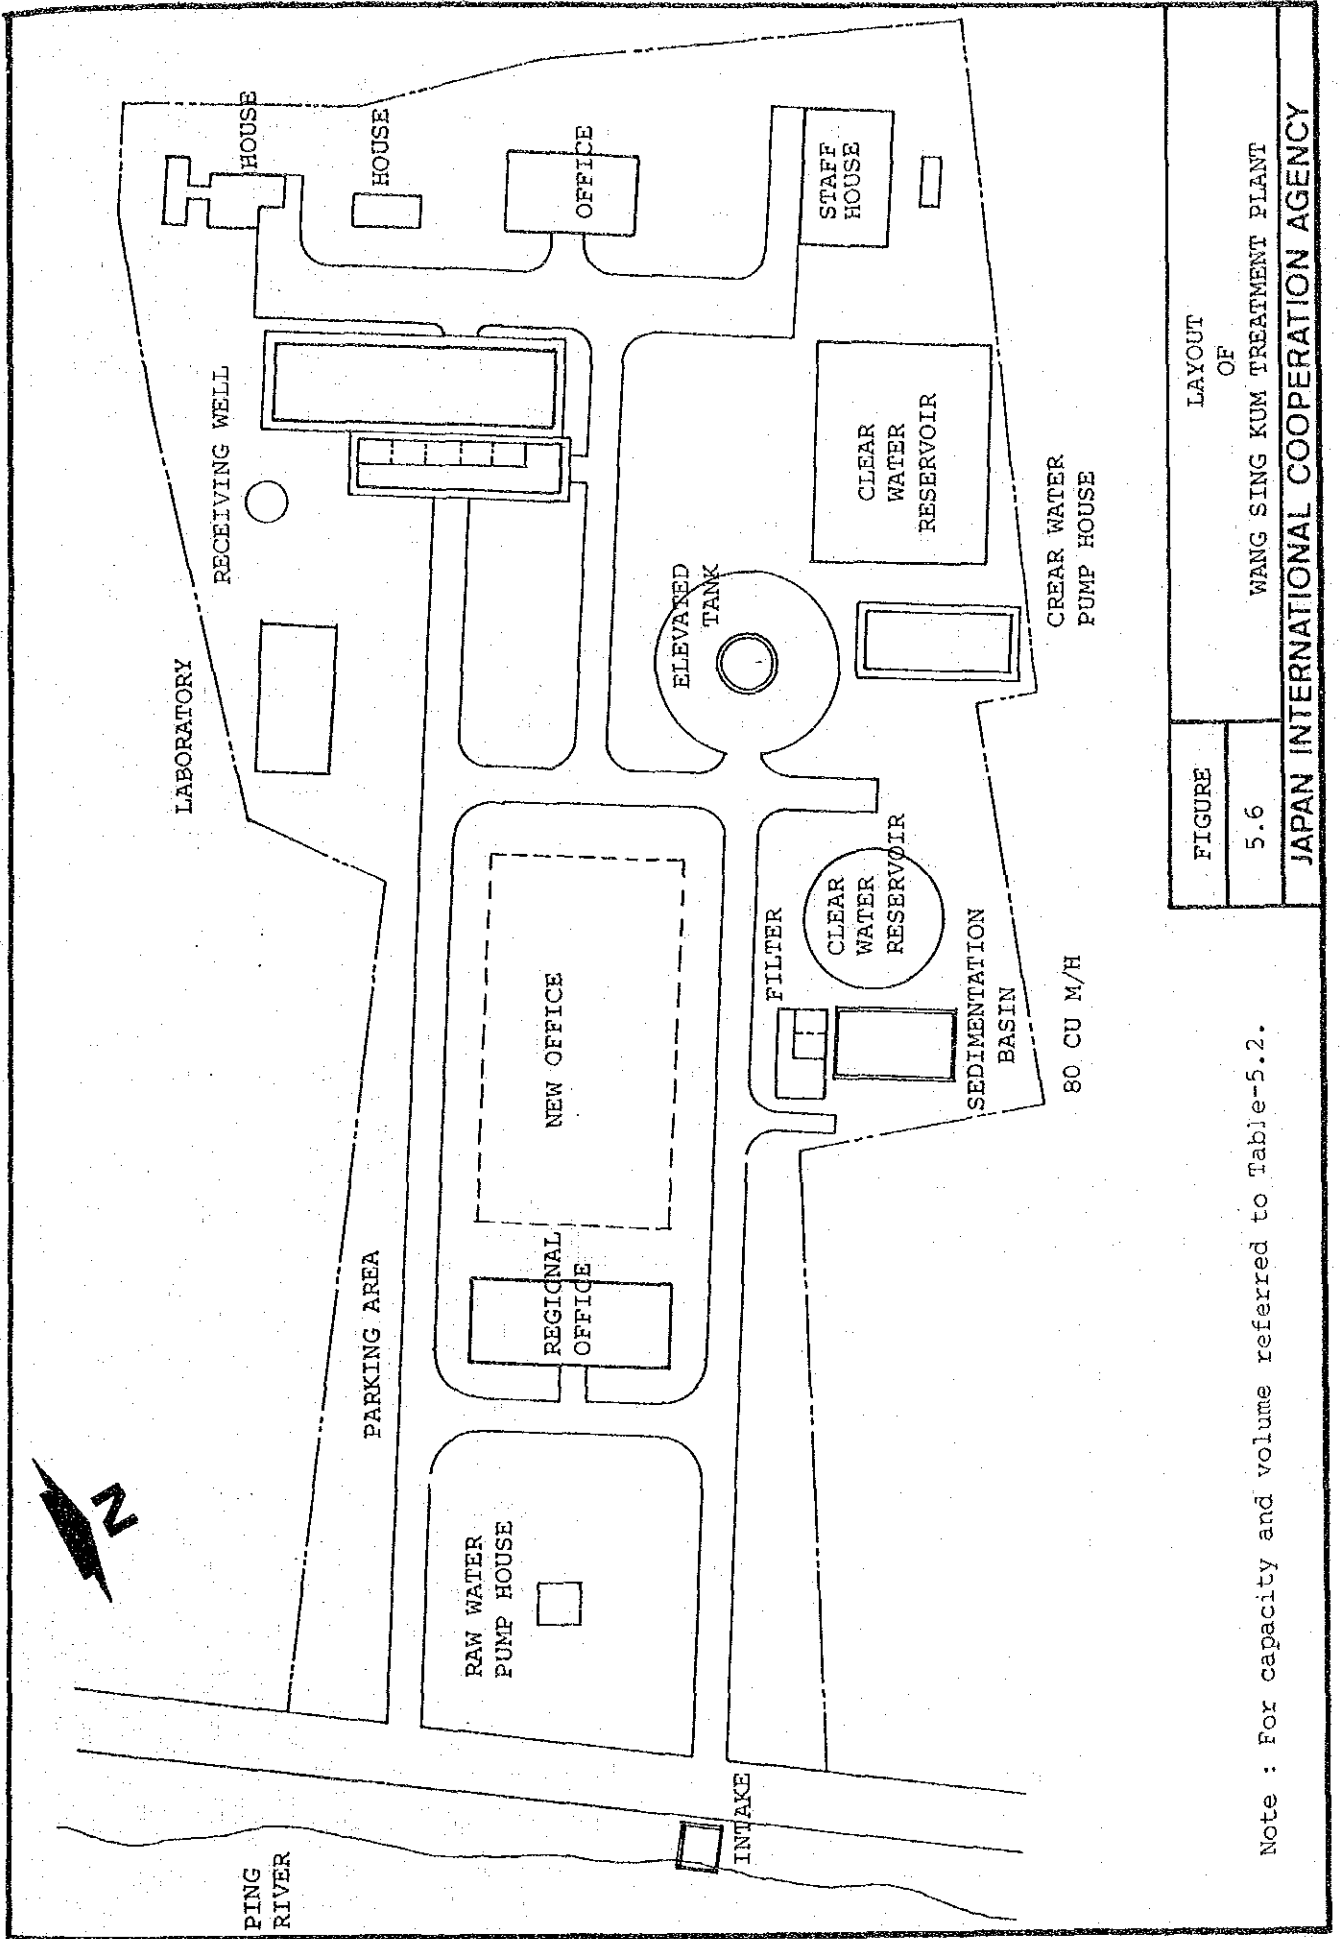 PING
RIVER
INTAKE
RAW WATER
PUMP HOUSE
N
PARKING AREA
REGIONAL
OFFICE
NEW OFFICE
SEDIMENTATION
BASIN
80 CU M/H
FILTER
CLEAR
WATER
RESERVOIR
LABORATORY
ELEVATED
TANK
CREAR WATER
PUMP HOUSE
RECEIVING WELL
CLEAR
WATER
RESERVOIR
HOUSE
HOUSE
OFFICE
STAFF
HOUSE
Note : For capacity and volume referred to Table-5.2.
FIGURE
5.6
LAYOUT
OF
WANG SING KUM TREATMENT PLANT
JAPAN INTERNATIONAL COOPERATION AGENCY